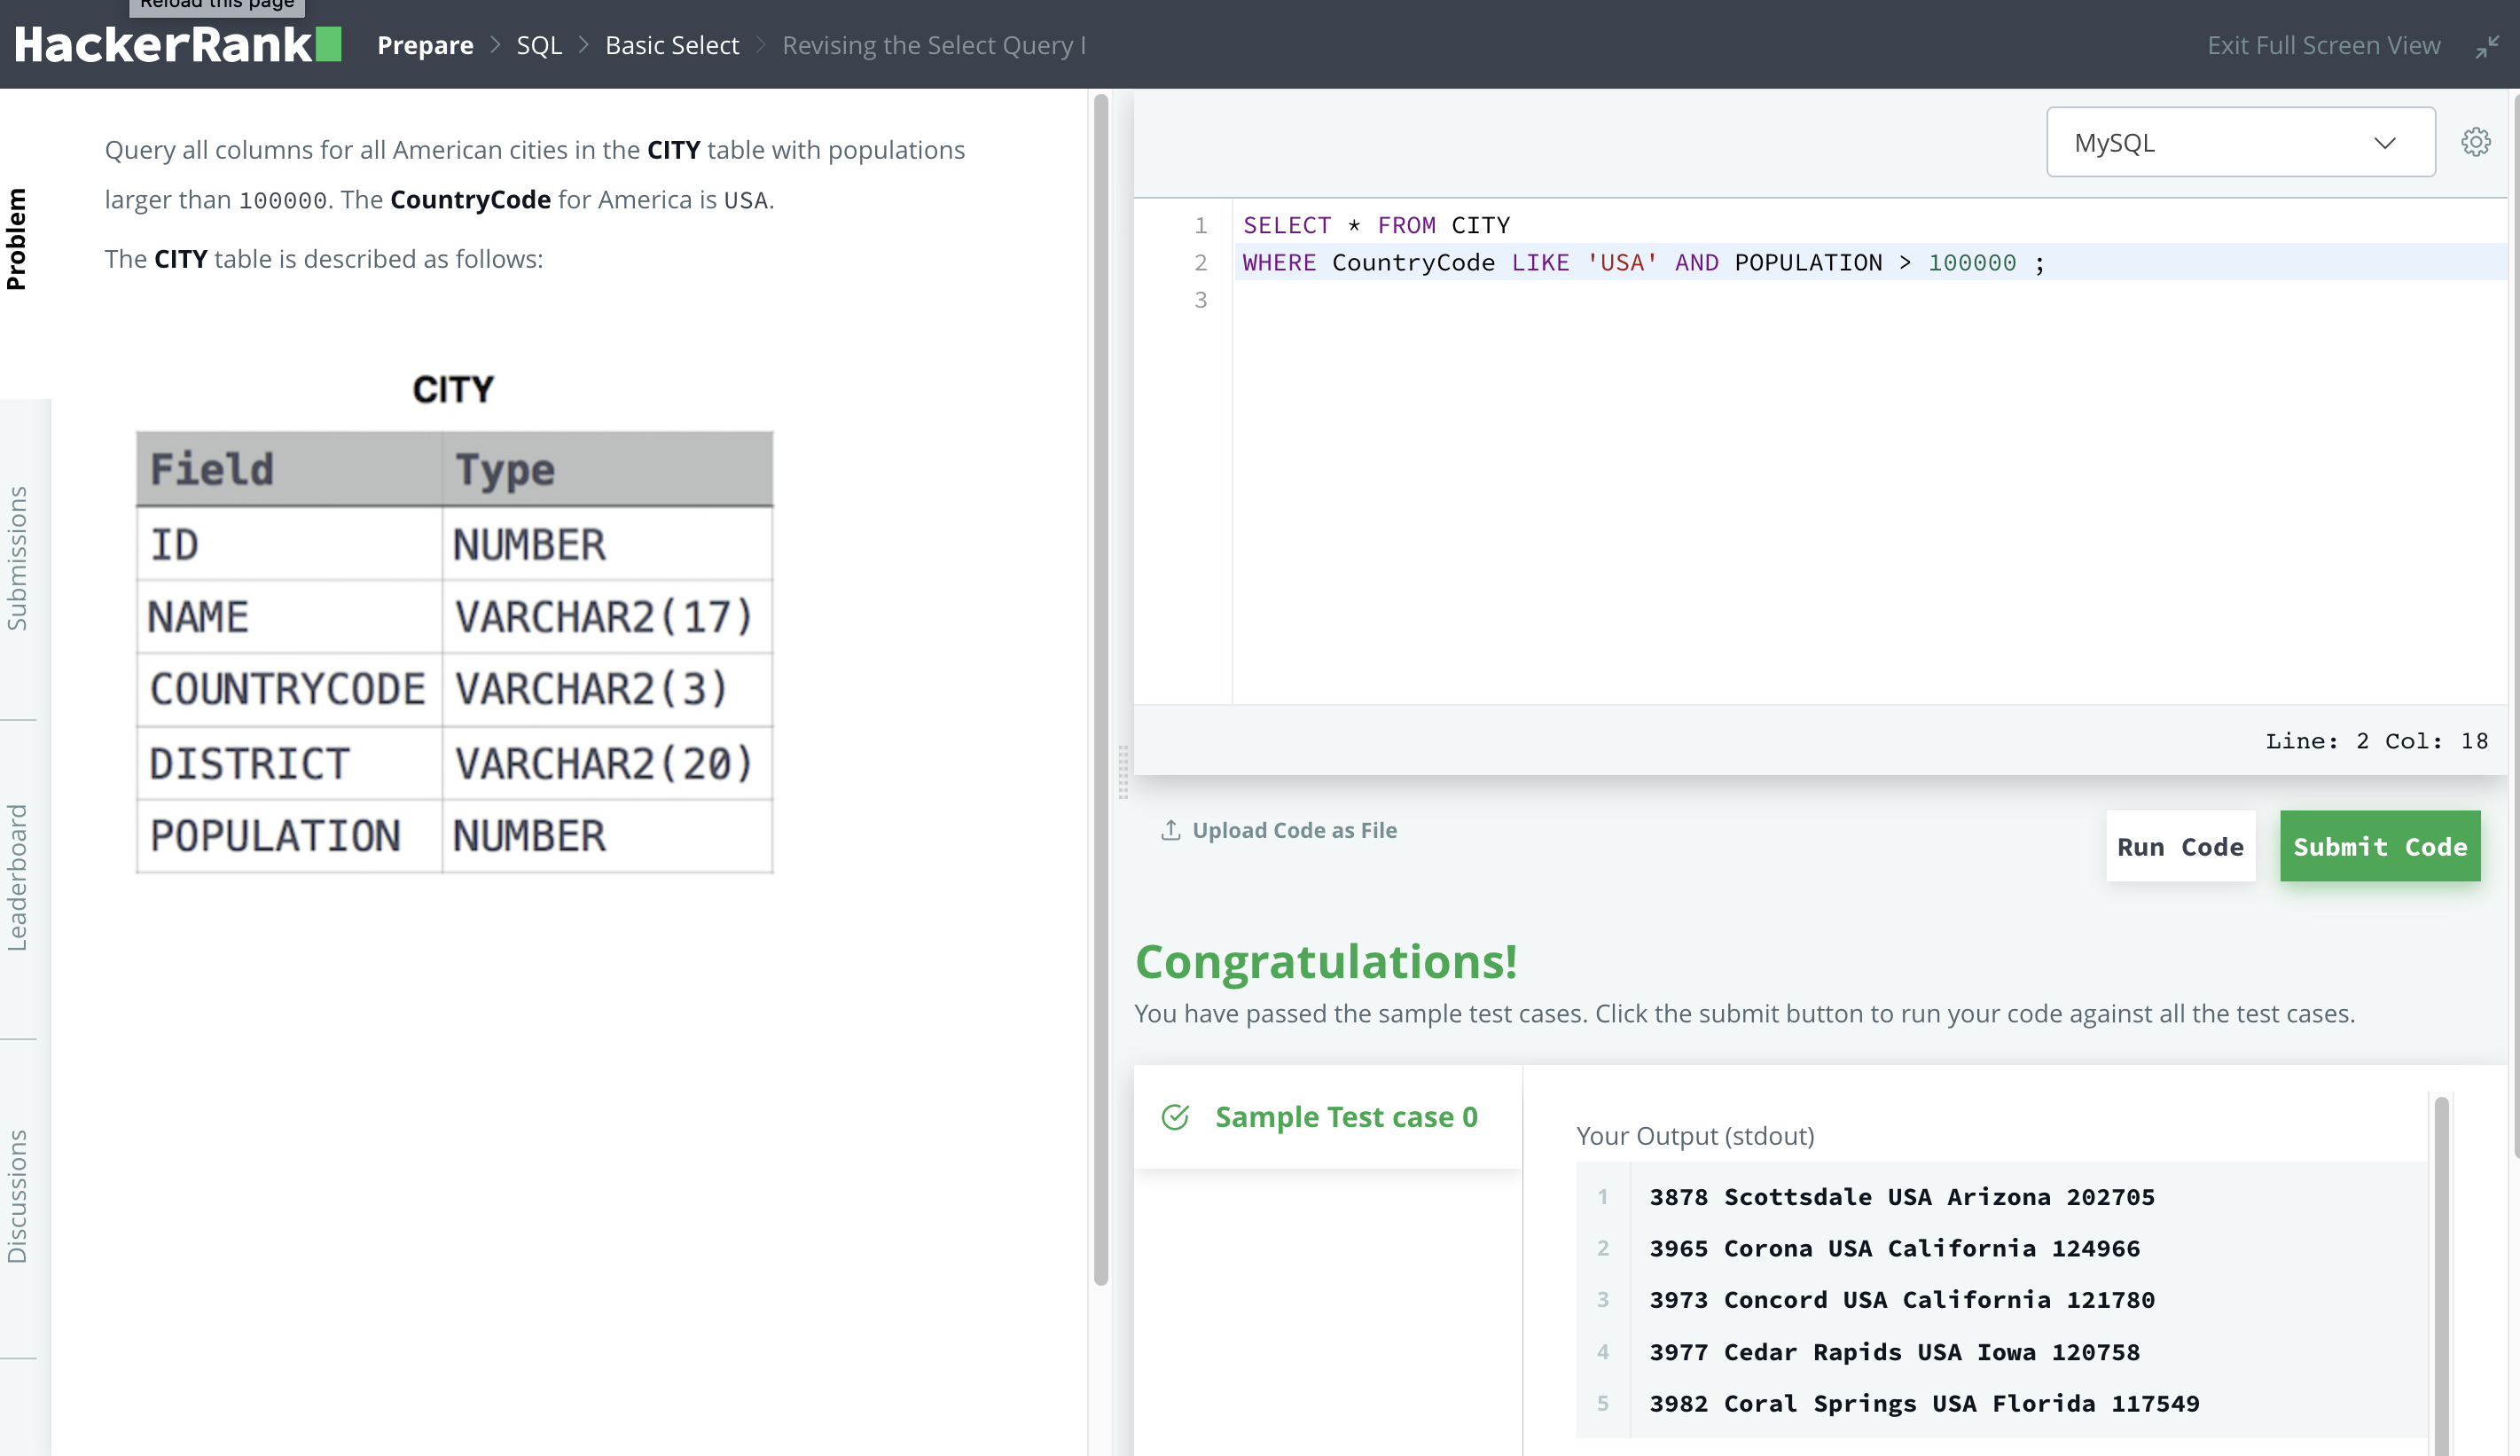 Reload this page
HackerRank
Prepare > SQL > Basic Select > Revising the Select Query I
Exit Full Screen View
Problem
Submissions
Leaderboard
Discussions
Query all columns for all American cities in the CITY table with populations
larger than 100000. The CountryCode for America is USA.
The CITY table is described as follows:
CITY
Field Type
ID NUMBER
NAME VARCHAR2(17)
COUNTRYCODE VARCHAR2(3)
DISTRICT VARCHAR2(20)
POPULATION NUMBER
MySQL
1 SELECT * FROM CITY
2 WHERE CountryCode LIKE 'USA' AND POPULATION > 100000 ;
3
Line: 2 Col: 18
Upload Code as File
Run Code
Submit Code
Congratulations!
You have passed the sample test cases. Click the submit button to run your code against all the test cases.
Sample Test case 0
Your Output (stdout)
1 3878 Scottsdale USA Arizona 202705
2 3965 Corona USA California 124966
3 3973 Concord USA California 121780
4 3977 Cedar Rapids USA Iowa 120758
5 3982 Coral Springs USA Florida 117549